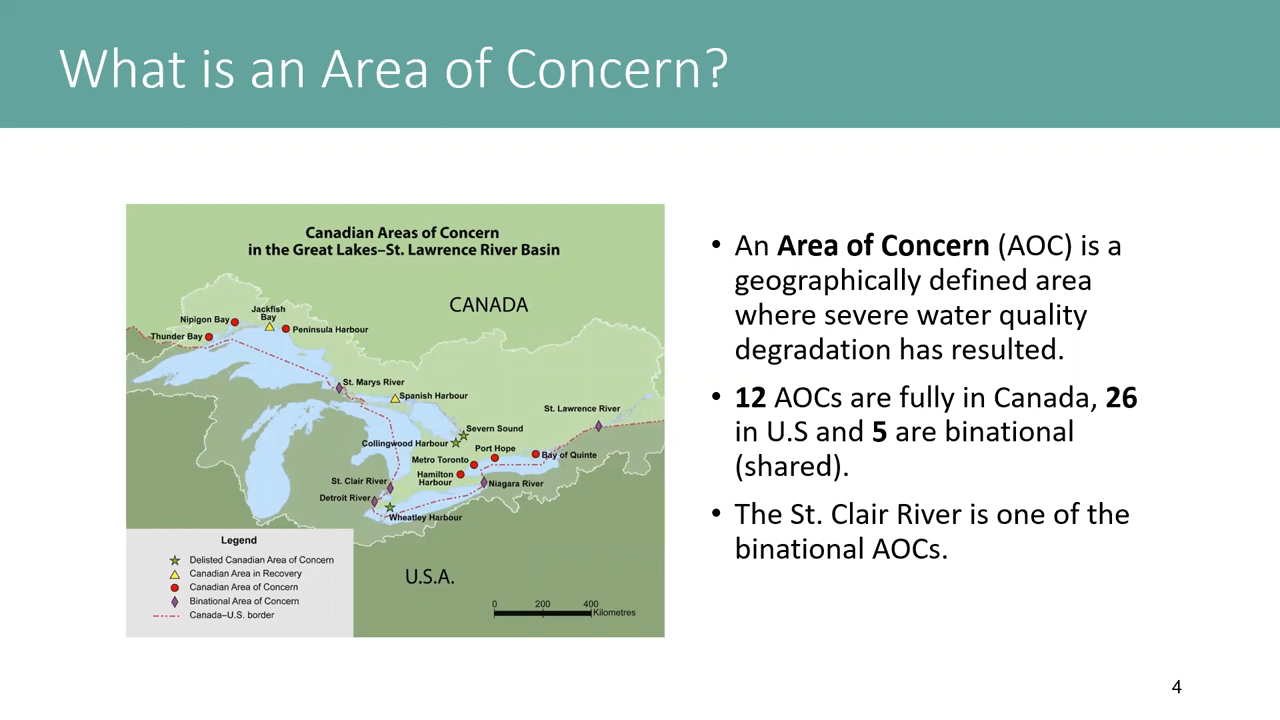 What is an Area of Concern?
Canadian Areas of Concern
in the Great Lakes–St. Lawrence River Basin
CANADA
Jackfish
Bay
Nipigon Bay
Peninsula Harbour
Thunder Bay
St. Marys River
Spanish Harbour
St. Lawrence River
Severn Sound
Collingwood Harbour
Port Hope
Metro Toronto
Bay of Quinte
Hamilton
Harbour
St. Clair River
Niagara River
Detroit River
Wheatley Harbour
Legend
Delisted Canadian Area of Concern
Canadian Area in Recovery
Canadian Area of Concern
Binational Area of Concern
Canada–U.S. border
U.S.A.
0 200 400
Kilometres
• An Area of Concern (AOC) is a
geographically defined area
where severe water quality
degradation has resulted.
• 12 AOCs are fully in Canada, 26
in U.S and 5 are binational
(shared).
• The St. Clair River is one of the
binational AOCs.
4